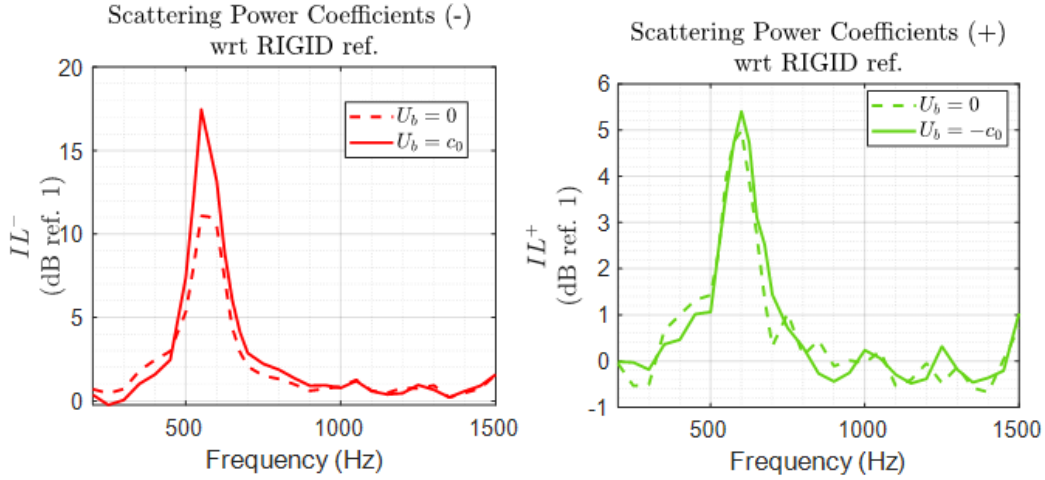 Scattering Power Coefficients (-)
wrt RIGID ref.
20
15
10
5
0
IL⁻
(dB ref. 1)
U_b = 0
U_b = c_0
500
1000
1500
Frequency (Hz)
Scattering Power Coefficients (+)
wrt RIGID ref.
6
5
4
3
2
1
0
-1
IL⁺
(dB ref. 1)
U_b = 0
U_b = -c_0
500
1000
1500
Frequency (Hz)